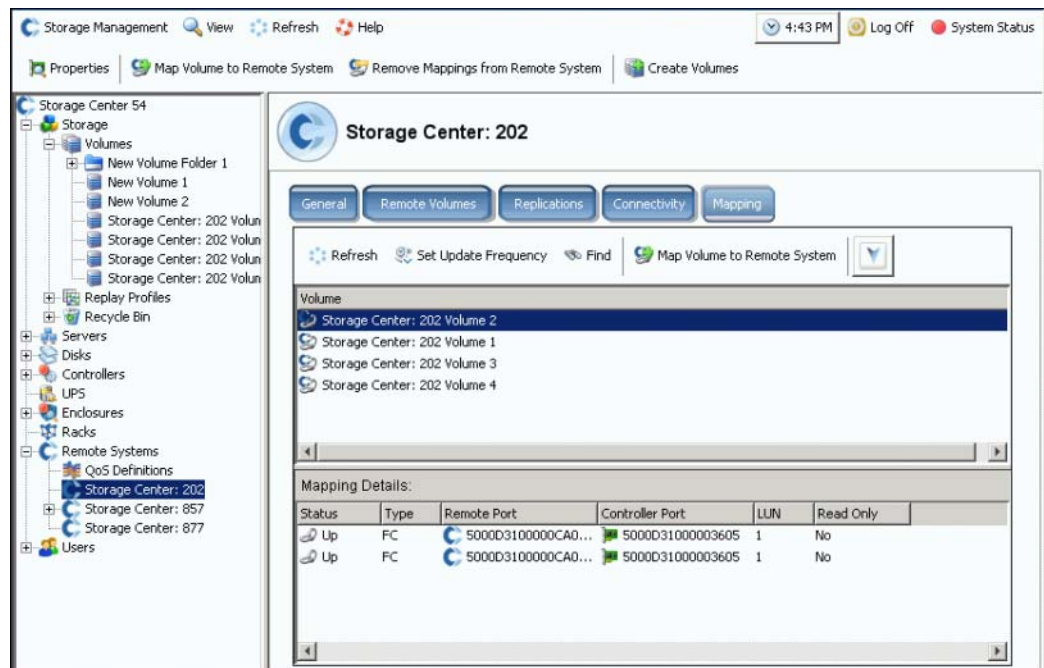 Storage Management View Refresh Help 4:43 PM Log Off System Status
Properties Map Volume to Remote System Remove Mappings from Remote System Create Volumes
Storage Center 54
Storage
Volumes
New Volume Folder 1
New Volume 1
New Volume 2
Storage Center: 202 Volun
Storage Center: 202 Volun
Storage Center: 202 Volun
Storage Center: 202 Volun
Replay Profiles
Recycle Bin
Servers
Disks
Controllers
UPS
Enclosures
Racks
Remote Systems
QoS Definitions
Storage Center: 202
Storage Center: 857
Storage Center: 877
Users
Storage Center: 202
General Remote Volumes Replications Connectivity Mapping
Refresh Set Update Frequency Find Map Volume to Remote System
Volume
Storage Center: 202 Volume 2
Storage Center: 202 Volume 1
Storage Center: 202 Volume 3
Storage Center: 202 Volume 4
Mapping Details:
Status Type Remote Port Controller Port LUN Read Only
Up FC 5000D3100000CA0... 5000D31000003605 1 No
Up FC 5000D3100000CA0... 5000D31000003605 1 No